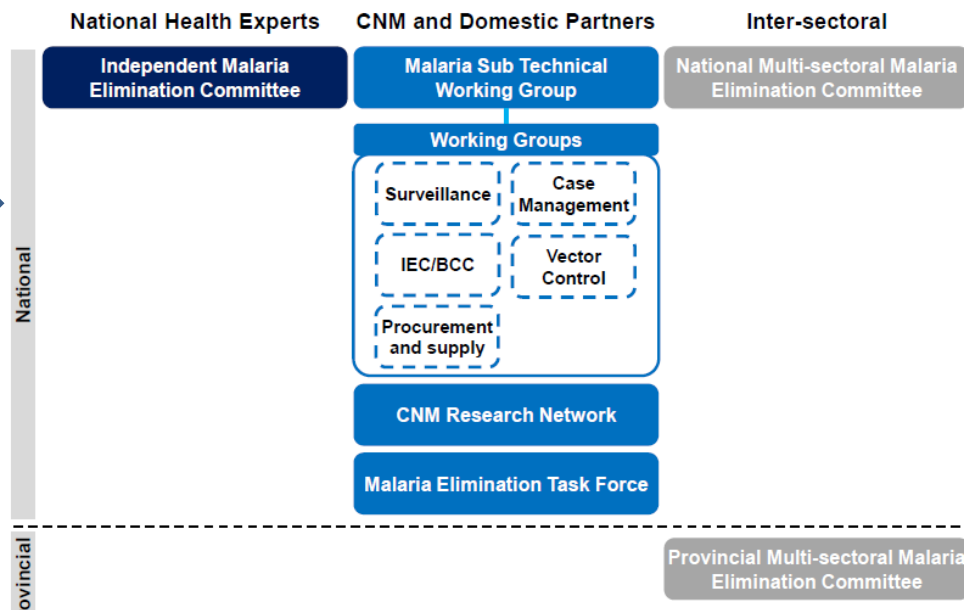 National Health Experts
CNM and Domestic Partners
Inter-sectoral
Independent Malaria
Elimination Committee
Malaria Sub Technical
Working Group
National Multi-sectoral Malaria
Elimination Committee
Working Groups
Surveillance
Case
Management
IEC/BCC
Vector
Control
Procurement
and supply
CNM Research Network
Malaria Elimination Task Force
National
Provincial Multi-sectoral Malaria
Elimination Committee
ovincial